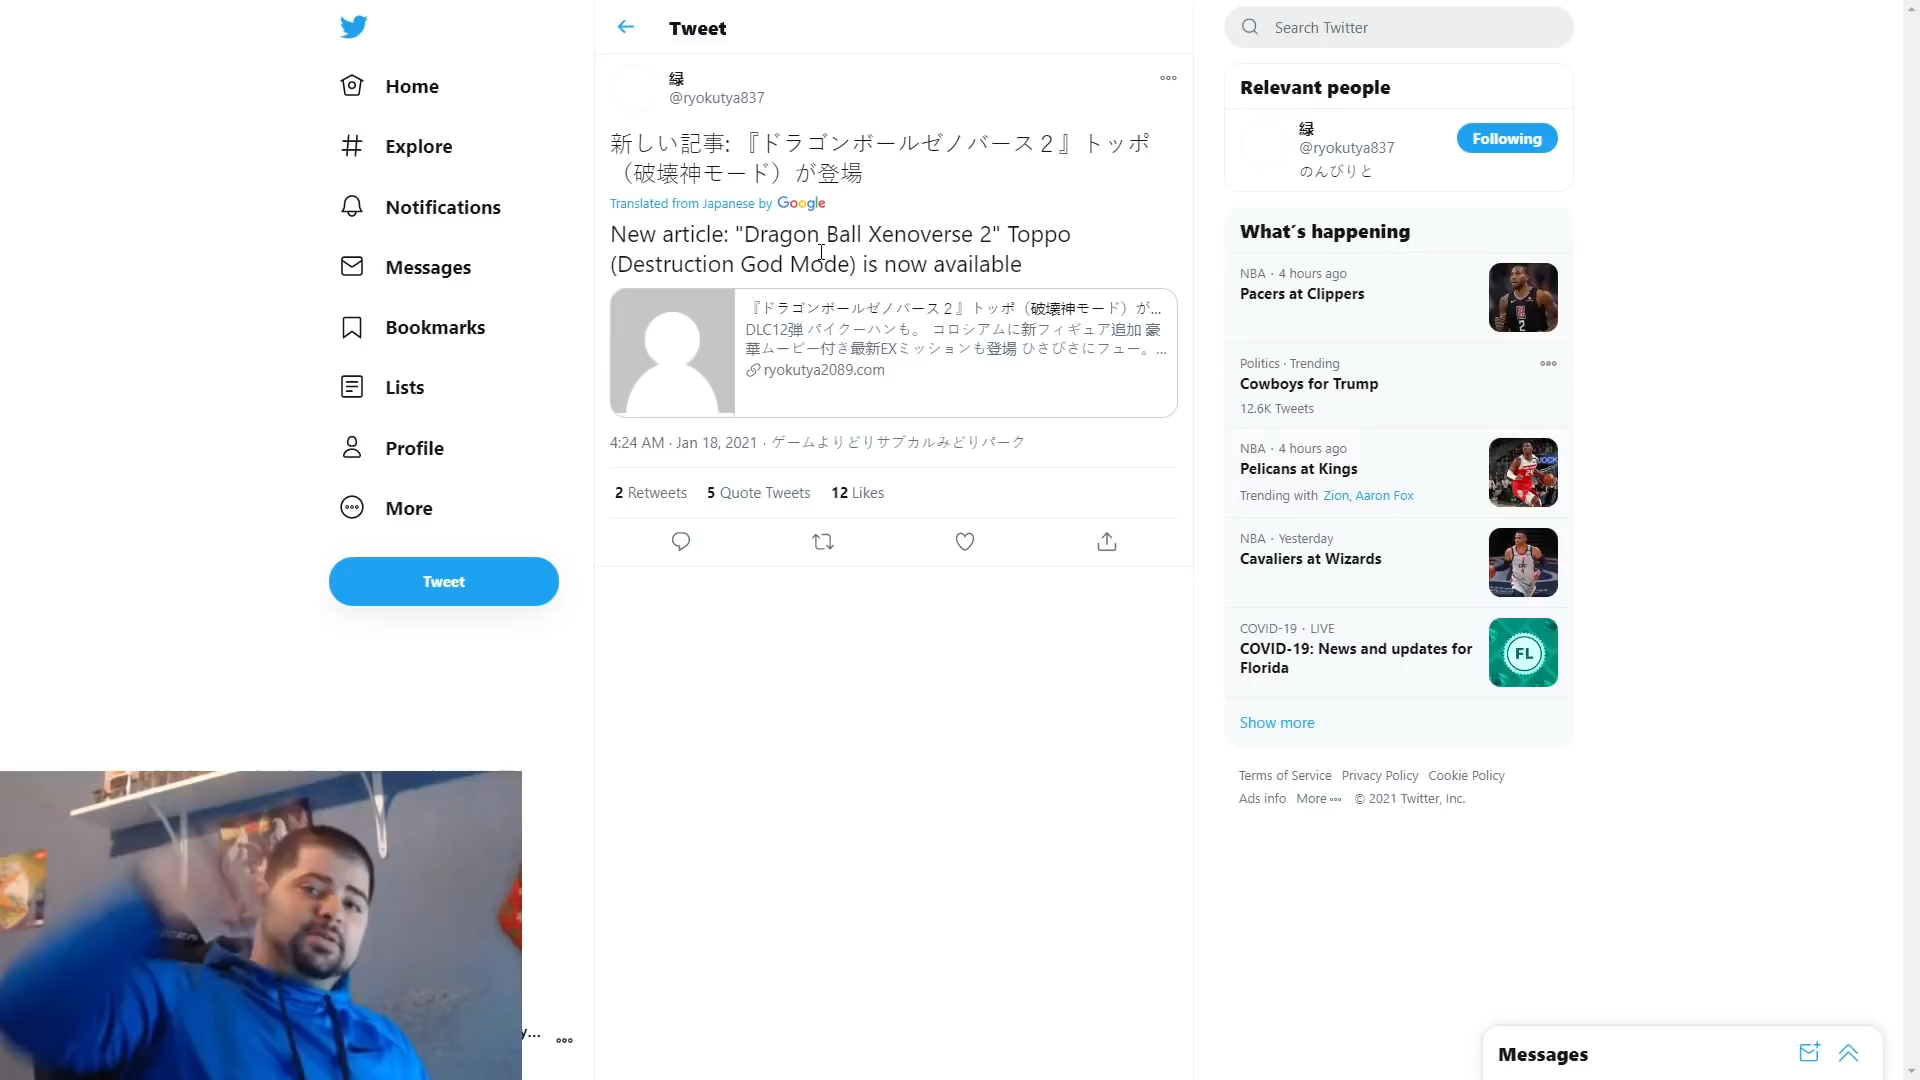 Home
Explore
Notifications
Messages
Bookmarks
Lists
Profile
More
Tweet
Tweet
緑
@ryokutya837
新しい記事: 『ドラゴンボールゼノバース２』トッポ
（破壊神モード）が登場
Translated from Japanese by Google
New article: "Dragon Ball Xenoverse 2" Toppo
(Destruction God Mode) is now available
『ドラゴンボールゼノバース２』トッポ（破壊神モード）が...
DLC12弾 パイクーハンも。 コロシアムに新フィギュア追加 豪
華ムービー付き最新EXミッションも登場 ひさびさにフュー。...
ryokutya2089.com
4:24 AM · Jan 18, 2021 · ゲームよりどりサブカルみどりパーク
2 Retweets 5 Quote Tweets 12 Likes
Search Twitter
Relevant people
緑
@ryokutya837
Following
のんびりと
What's happening
NBA · 4 hours ago
Pacers at Clippers
Politics · Trending
Cowboys for Trump
12.6K Tweets
NBA · 4 hours ago
Pelicans at Kings
Trending with Zion, Aaron Fox
NBA · Yesterday
Cavaliers at Wizards
COVID-19 · LIVE
COVID-19: News and updates for
Florida
FL
Show more
Terms of Service Privacy Policy Cookie Policy
Ads info More © 2021 Twitter, Inc.
y...
Messages